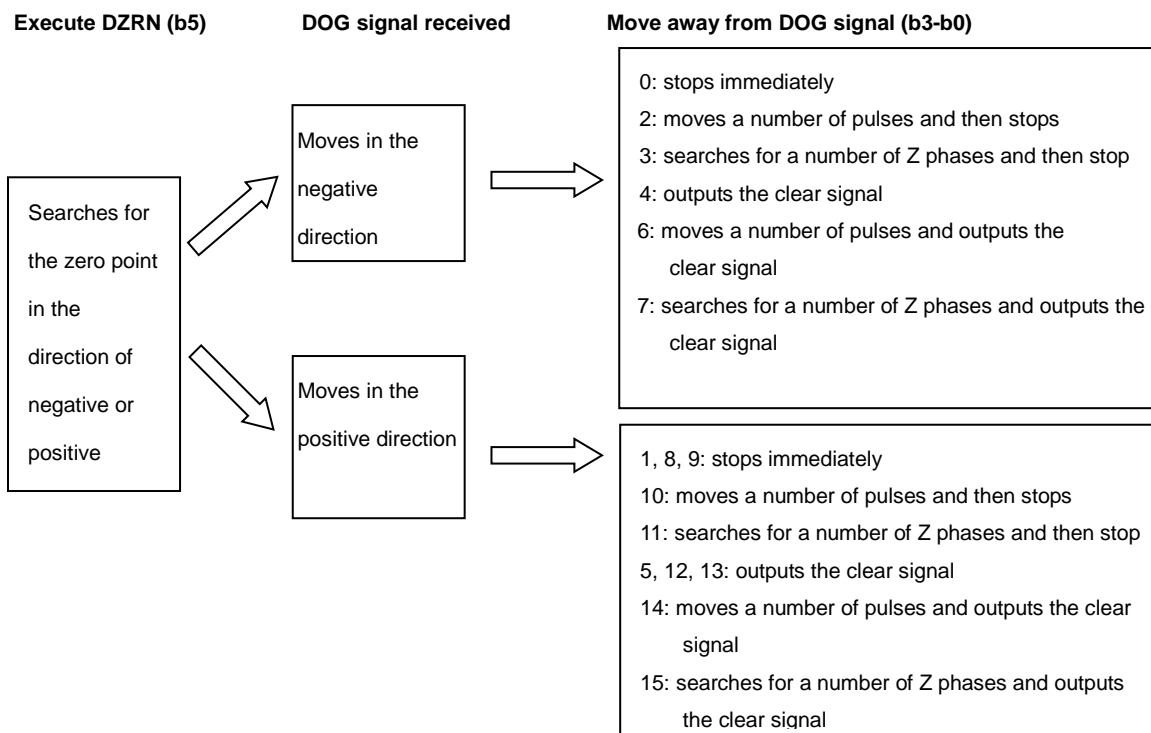 Execute DZRN (b5)
DOG signal received
Move away from DOG signal (b3-b0)
Searches for
the zero point
in the
direction of
negative or
positive
Moves in the
negative
direction
Moves in the
positive direction
0: stops immediately
2: moves a number of pulses and then stops
3: searches for a number of Z phases and then stop
4: outputs the clear signal
6: moves a number of pulses and outputs the
clear signal
7: searches for a number of Z phases and outputs the
clear signal
1, 8, 9: stops immediately
10: moves a number of pulses and then stops
11: searches for a number of Z phases and then stop
5, 12, 13: outputs the clear signal
14: moves a number of pulses and outputs the clear
signal
15: searches for a number of Z phases and outputs
the clear signal